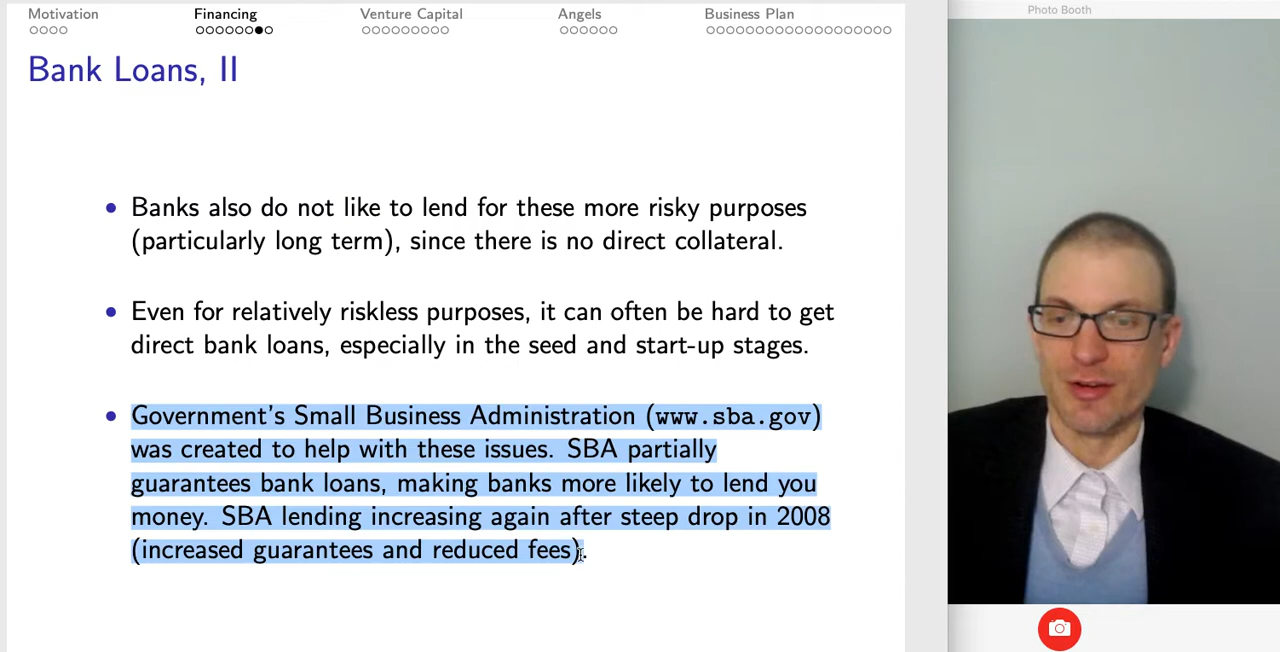 Motivation Financing Venture Capital Angels Business Plan
Photo Booth
Bank Loans, II
• Banks also do not like to lend for these more risky purposes
(particularly long term), since there is no direct collateral.
• Even for relatively riskless purposes, it can often be hard to get
direct bank loans, especially in the seed and start-up stages.
• Government's Small Business Administration (www.sba.gov)
was created to help with these issues. SBA partially
guarantees bank loans, making banks more likely to lend you
money. SBA lending increasing again after steep drop in 2008
(increased guarantees and reduced fees).